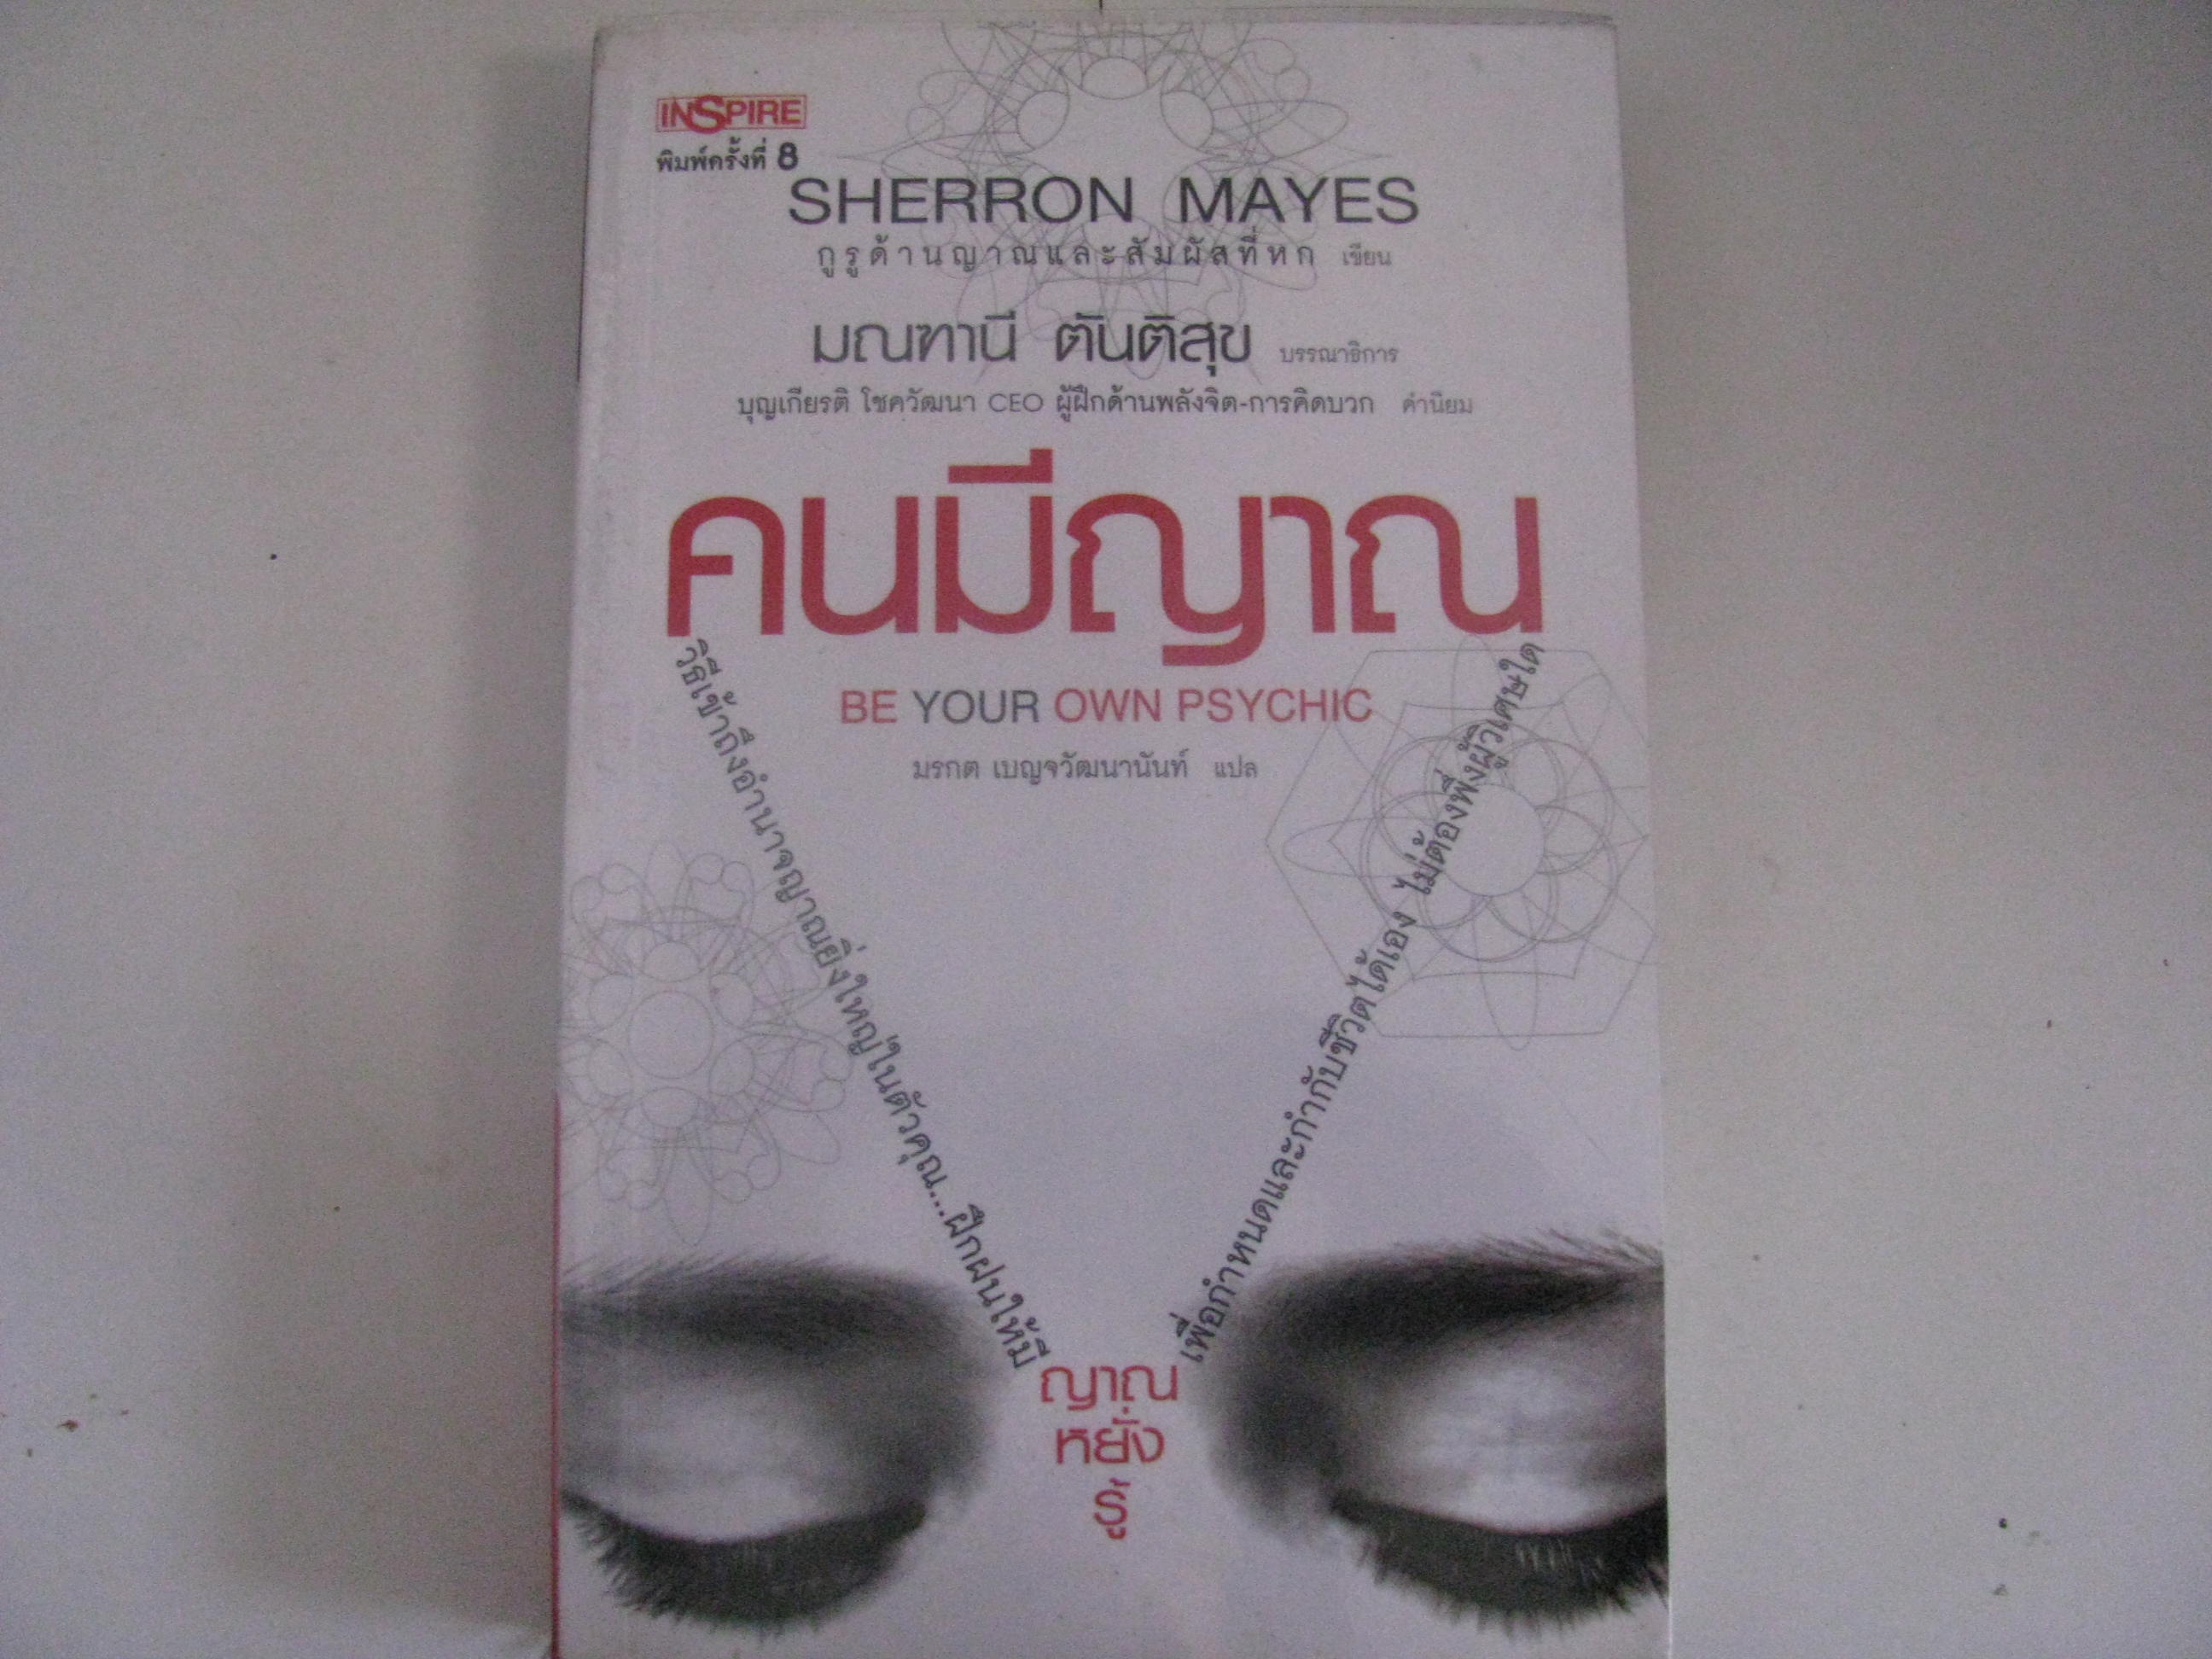 INSPIRE
พิมพ์ครั้งที่ 8
SHERRON MAYES
กูรูด้านญาณและสัมผัสที่หก เขียน
มณฑานี ตันติสุข บรรณาธิการ
บุญเกียรติ โชควัฒนา CEO ผู้ฝึกด้านพลังจิต-การคิดบวก คำนิยม
คนมีญาณ
BE YOUR OWN PSYCHIC
มรกต เบญจวัฒนานันท์ แปล
วิธีเข้าถึงอำนาจญาณยิ่งใหญ่ในตัวคุณ...ฝึกฝนให้มี
ญาณ
หยั่ง
รู้
เพื่อกำหนดและกำกับชีวิตได้เอง ไม่ต้องพึ่งผู้วิเศษใด